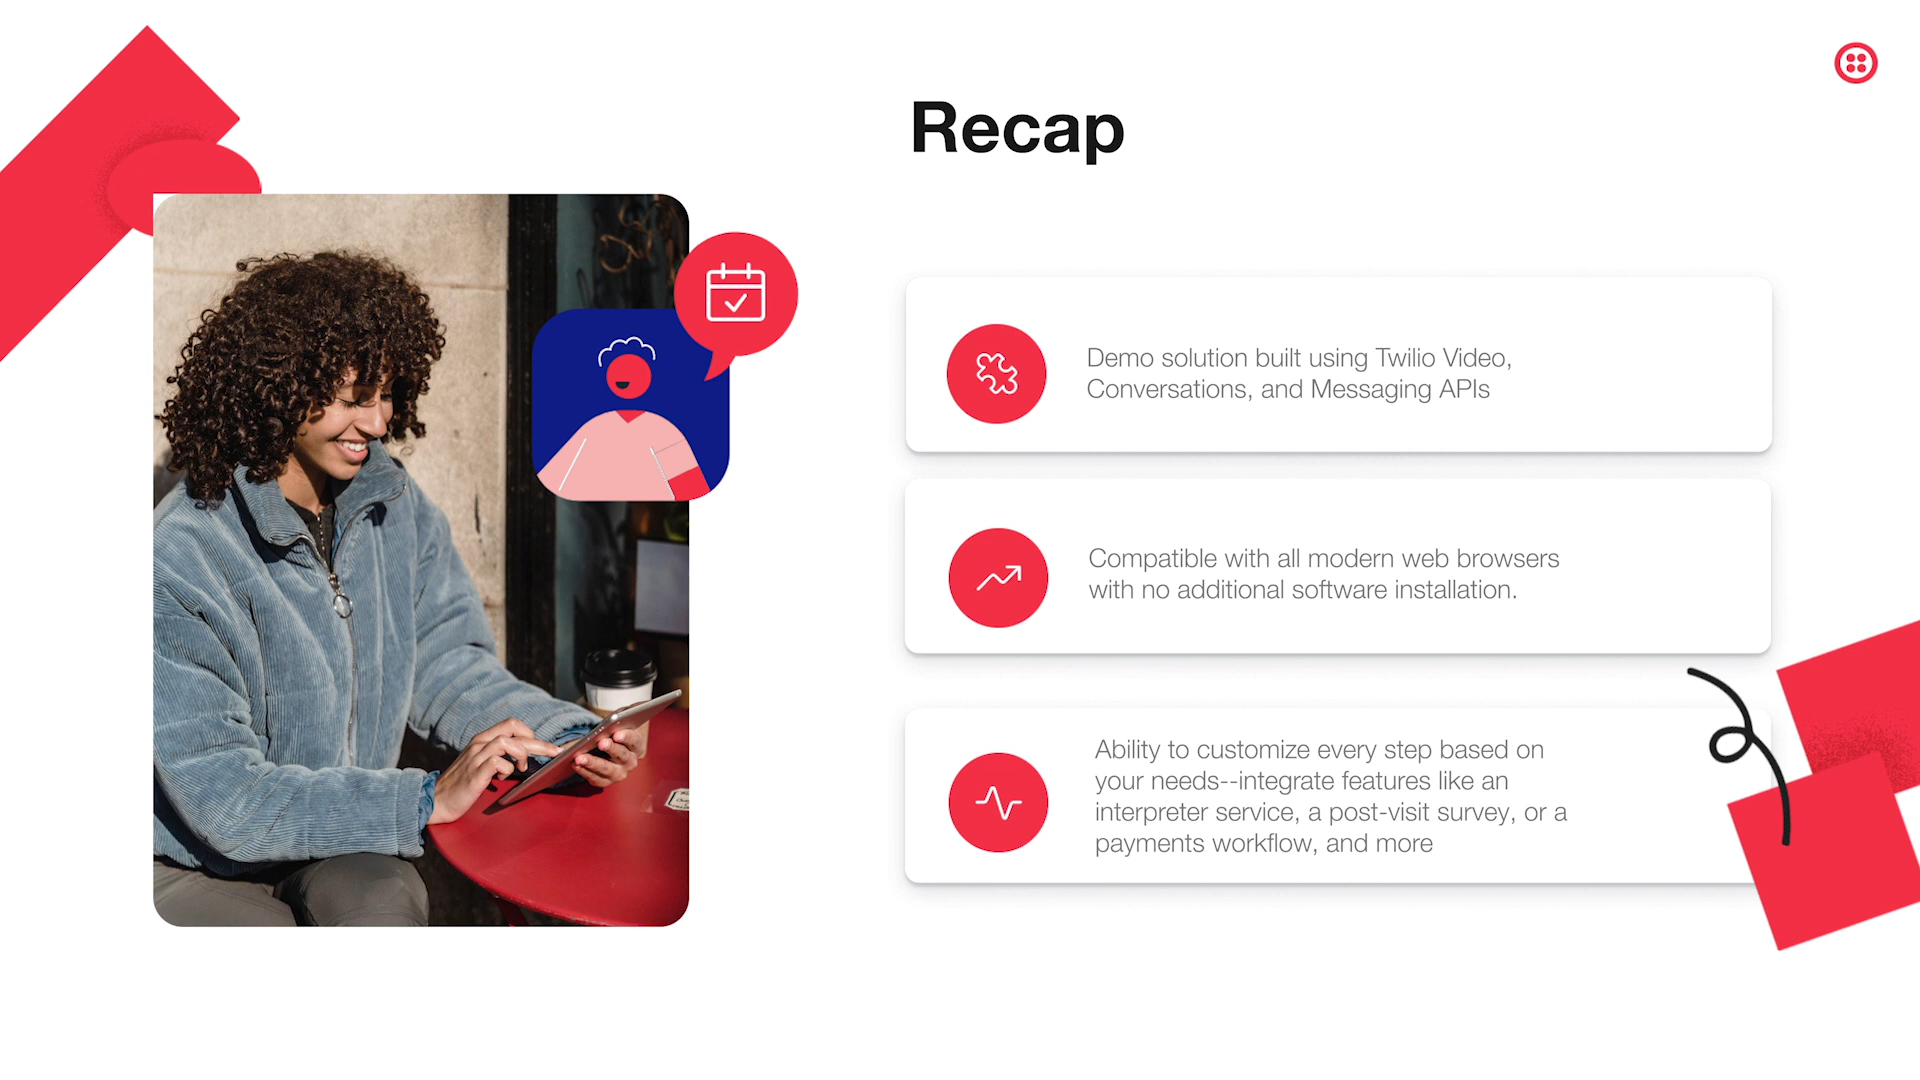 Recap
Demo solution built using Twilio Video,
Conversations, and Messaging APIs
Compatible with all modern web browsers
with no additional software installation.
Ability to customize every step based on
your needs--integrate features like an
interpreter service, a post-visit survey, or a
payments workflow, and more